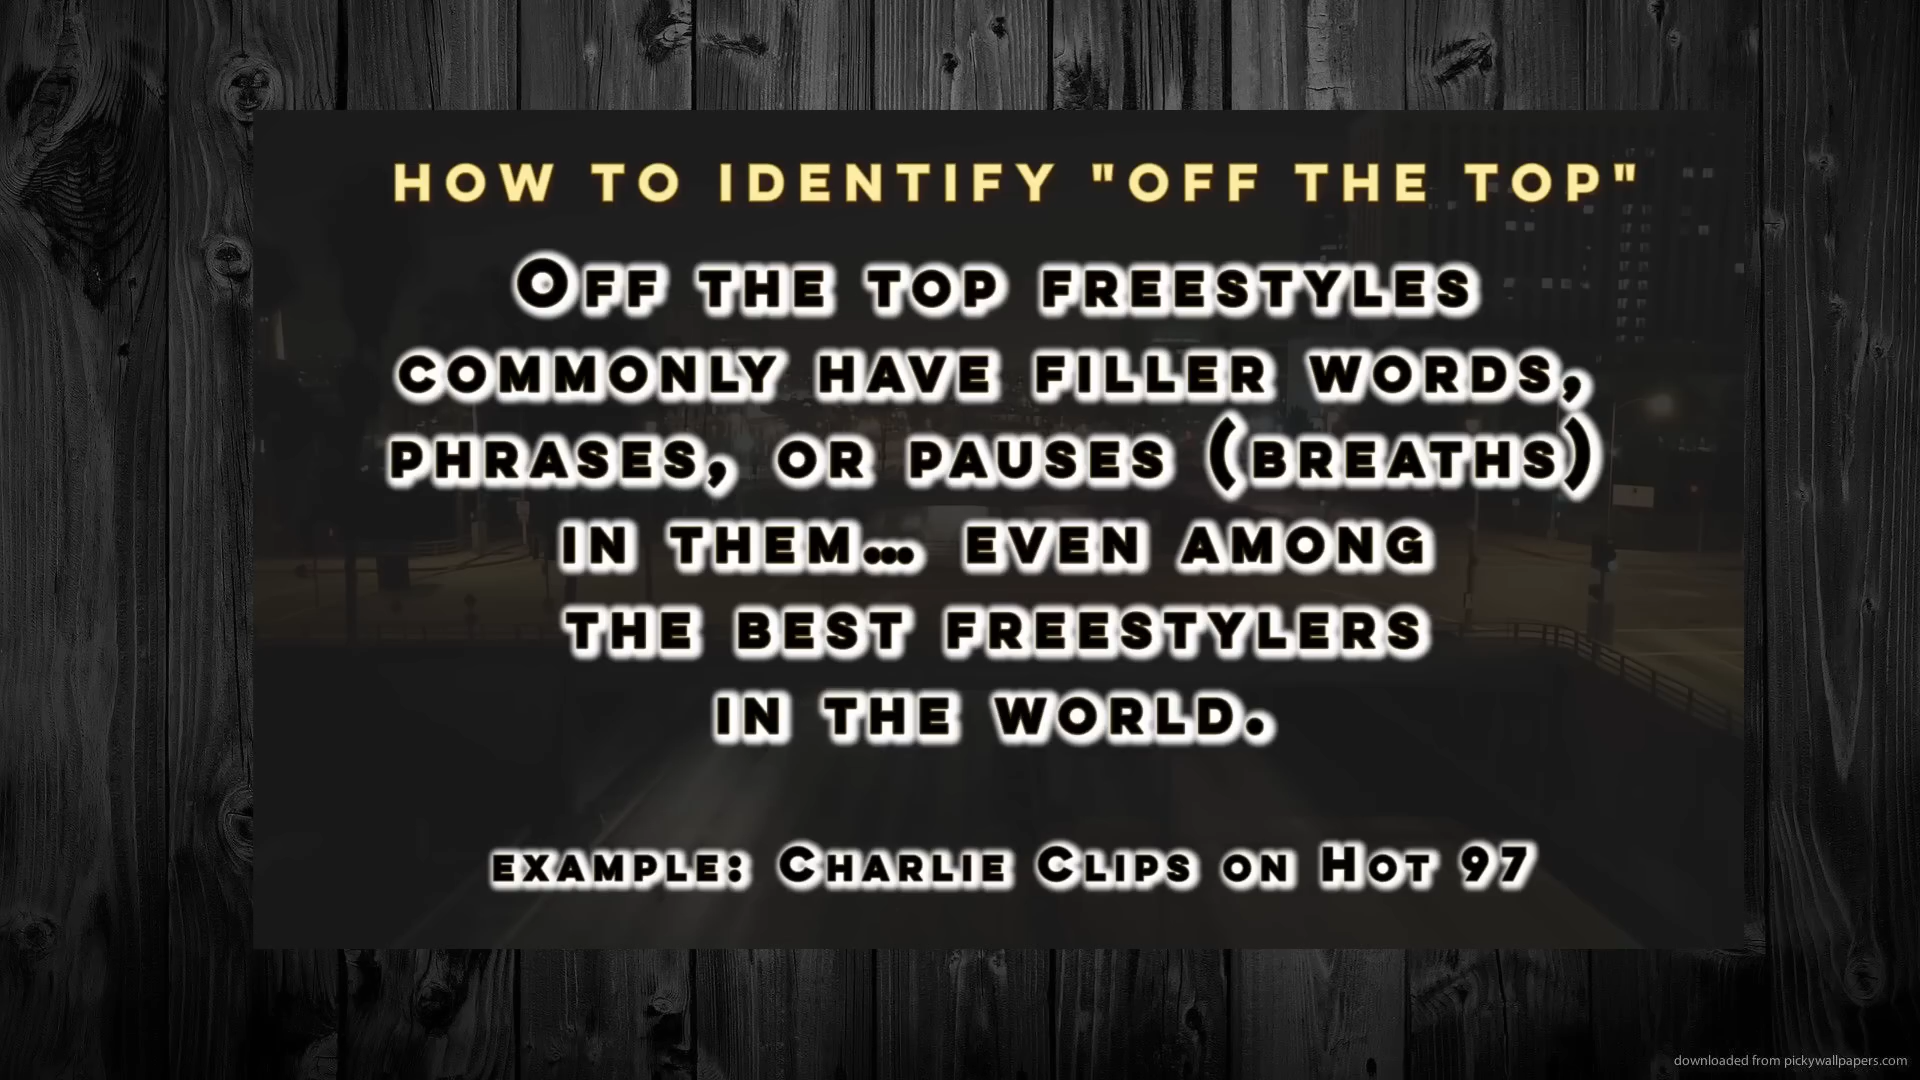 HOW TO IDENTIFY "OFF THE TOP"
OFF THE TOP FREESTYLES
COMMONLY HAVE FILLER WORDS,
PHRASES, OR PAUSES (BREATHS)
IN THEM... EVEN AMONG
THE BEST FREESTYLERS
IN THE WORLD.
EXAMPLE: CHARLIE CLIPS ON HOT 97
downloaded from pickywallpapers.com